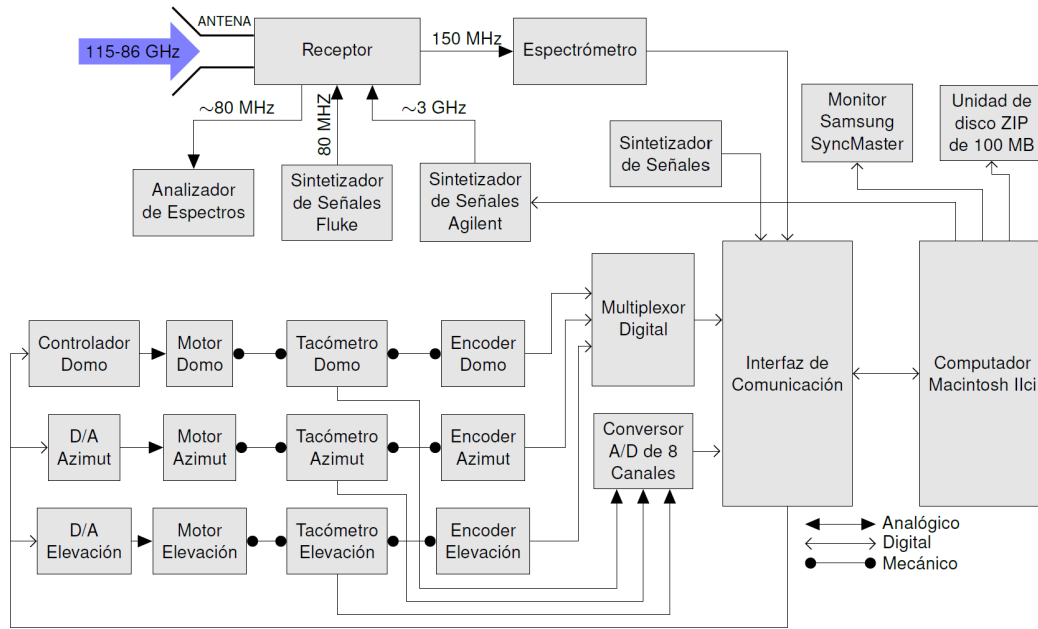 ANTENA
115-86 GHz
Receptor
150 MHz
Espectrómetro
~80 MHz
80 MHZ
~3 GHz
Analizador
de Espectros
Sintetizador
de Señales
Fluke
Sintetizador
de Señales
Agilent
Sintetizador
de Señales
Monitor
Samsung
SyncMaster
Unidad de
disco ZIP
de 100 MB
Controlador
Domo
Motor
Domo
Tacómetro
Domo
Encoder
Domo
Multiplexor
Digital
Interfaz de
Comunicación
Computador
Macintosh IIci
D/A
Azimut
Motor
Azimut
Tacómetro
Azimut
Encoder
Azimut
Conversor
A/D de 8
Canales
D/A
Elevación
Motor
Elevación
Tacómetro
Elevación
Encoder
Elevación
Analógico
Digital
Mecánico